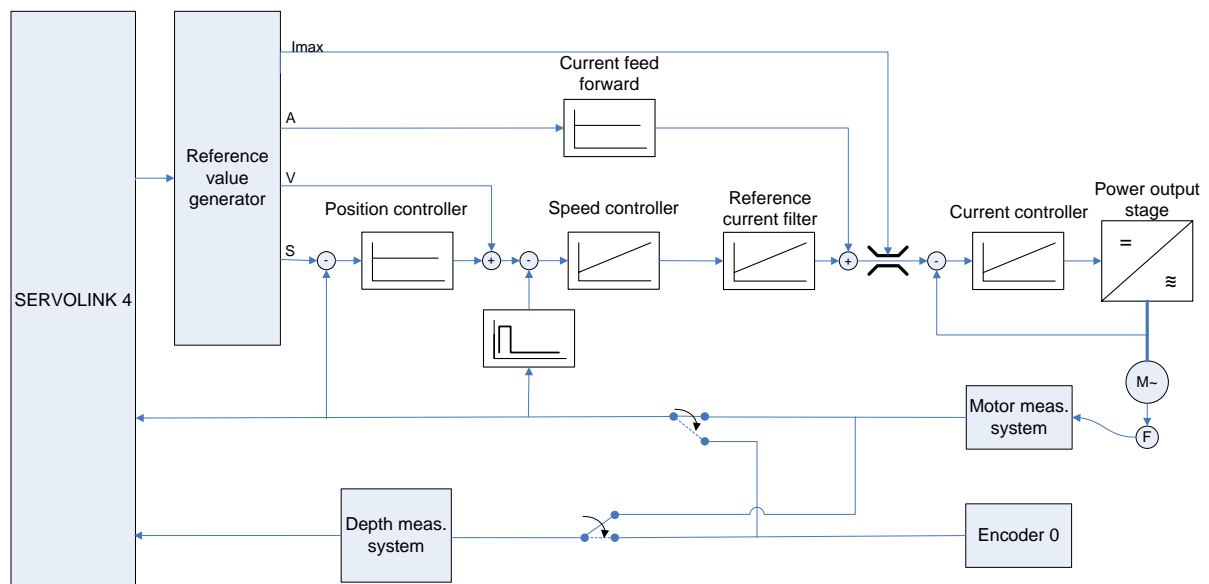 Imax
Current feed
forward
A
Reference
value
generator
V
Position controller
Speed controller
Reference
current filter
Current controller
Power output
stage
S
-
+
-
+
-
=
≈
SERVOLINK 4
M~
Motor meas.
system
F
Depth meas.
system
Encoder 0